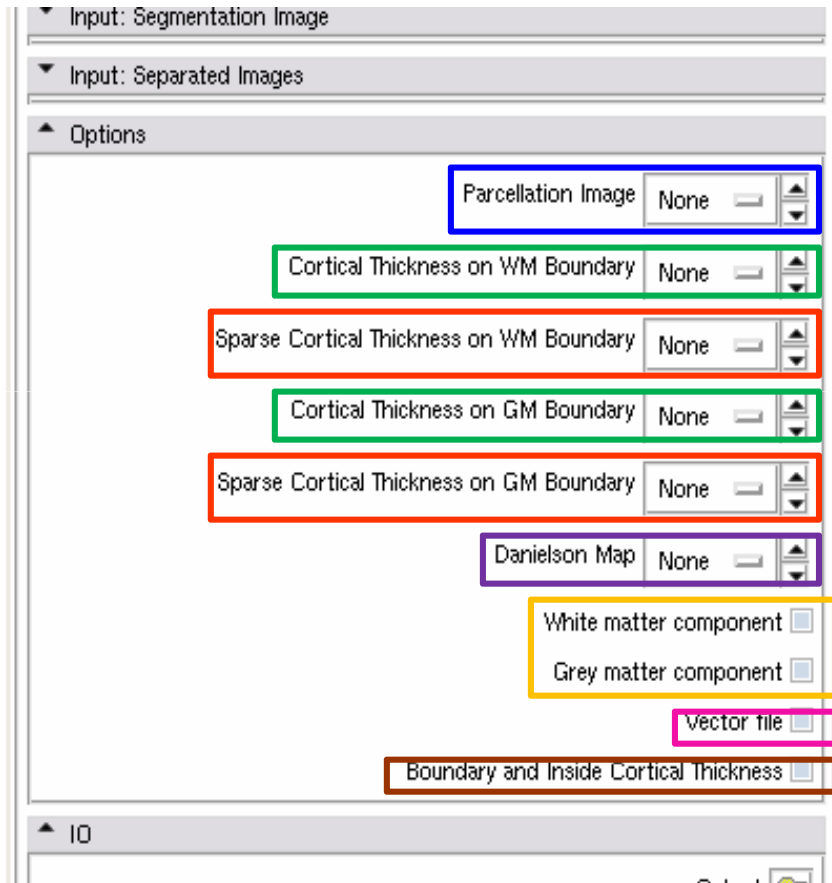 Input: Segmentation Image
Input: Separated Images
Options
Parcellation Image None
Cortical Thickness on WM Boundary None
Sparse Cortical Thickness on WM Boundary None
Cortical Thickness on GM Boundary None
Sparse Cortical Thickness on GM Boundary None
Danielson Map None
White matter component
Grey matter component
Vector file
Boundary and Inside Cortical Thickness
IO